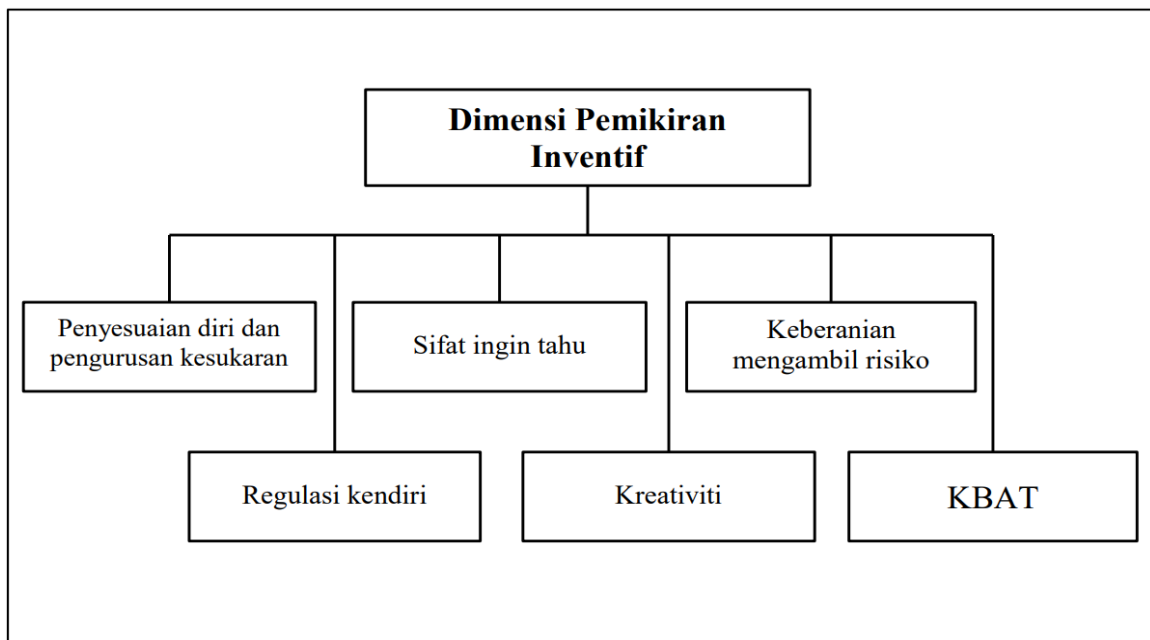 Dimensi Pemikiran
Inventif
Penyesuaian diri dan
pengurusan kesukaran
Sifat ingin tahu
Keberanian
mengambil risiko
Regulasi kendiri
Kreativiti
KBAT